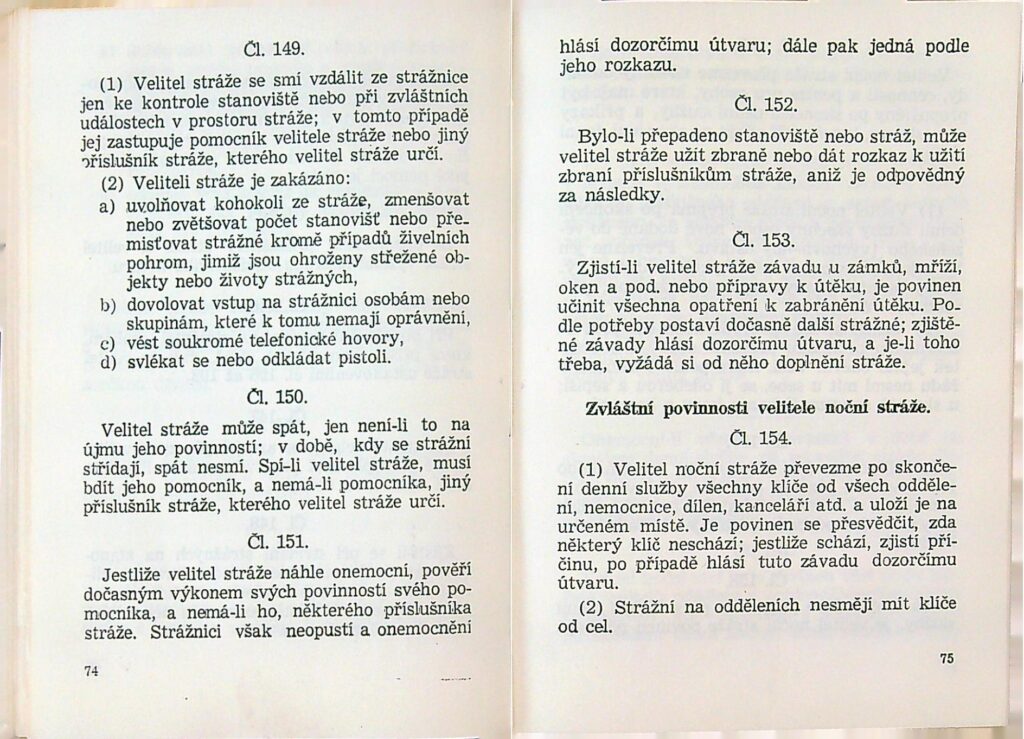 Čl. 149.
(1) Velitel stráže se smí vzdálit ze strážnice
jen ke kontrole stanoviště nebo při zvláštních
událostech v prostoru stráže; v tomto případě
jej zastupuje pomocník velitele stráže nebo jiný
příslušník stráže, kterého velitel stráže určí.
(2) Veliteli stráže je zakázáno:
a) uvolňovat kohokoli ze stráže, zmenšovat
nebo zvětšovat počet stanovišť nebo pře-
misťovat strážné kromě případů živelních
pohrom, jimiž jsou ohroženy střežené ob-
jekty nebo životy strážných,
b) dovolovat vstup na strážnici osobám nebo
skupinám, které k tomu nemají oprávnění,
c) vést soukromé telefonické hovory,
d) svlékat se nebo odkládat pistoli.
Čl. 150.
Velitel stráže může spát, jen není-li to na
újmu jeho povinností; v době, kdy se strážní
střídají, spát nesmí. Spí-li velitel stráže, musí
bdít jeho pomocník, a nemá-li pomocníka, jiný
příslušník stráže, kterého velitel stráže určí.
Čl. 151.
Jestliže velitel stráže náhle onemocní, pověří
dočasným výkonem svých povinností svého po-
mocníka, a nemá-li ho, některého příslušníka
stráže. Strážnici však neopustí a onemocnění
74
hlásí dozorčímu útvaru; dále pak jedná podle
jeho rozkazu.
Čl. 152.
Bylo-li přepadeno stanoviště nebo stráž, může
velitel stráže užít zbraně nebo dát rozkaz k užití
zbraní příslušníkům stráže, aniž je odpovědný
za následky.
Čl. 153.
Zjistí-li velitel stráže závadu u zámků, mříží,
oken a pod. nebo přípravy k útěku, je povinen
učinit všechna opatření k zabránění útěku. Po-
dle potřeby postaví dočasně další strážné; zjiště-
né závady hlásí dozorčímu útvaru, a je-li toho
třeba, vyžádá si od něho doplnění stráže.
Zvláštní povinnosti velitele noční stráže.
Čl. 154.
(1) Velitel noční stráže převezme po skonče-
ní denní služby všechny klíče od všech odděle-
ní, nemocnice, dílen, kanceláří atd. a uloží je na
určeném místě. Je povinen se přesvědčit, zda
některý klíč neschází; jestliže schází, zjistí pří-
činu, po případě hlásí tuto závadu dozorčímu
útvaru.
(2) Strážní na odděleních nesmějí mít klíče
od cel.
75